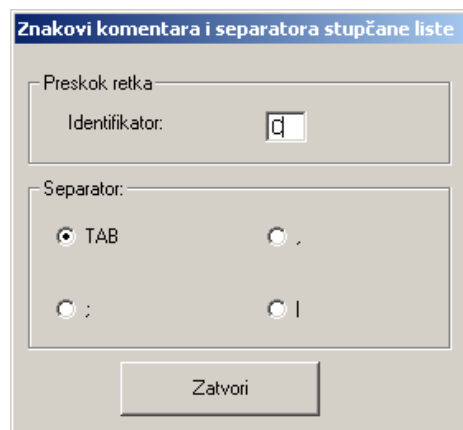 Znakovi komentara i separatora stupčane liste
Preskok retka
Identifikator: C
Separator:
TAB ,
; |
Zatvori